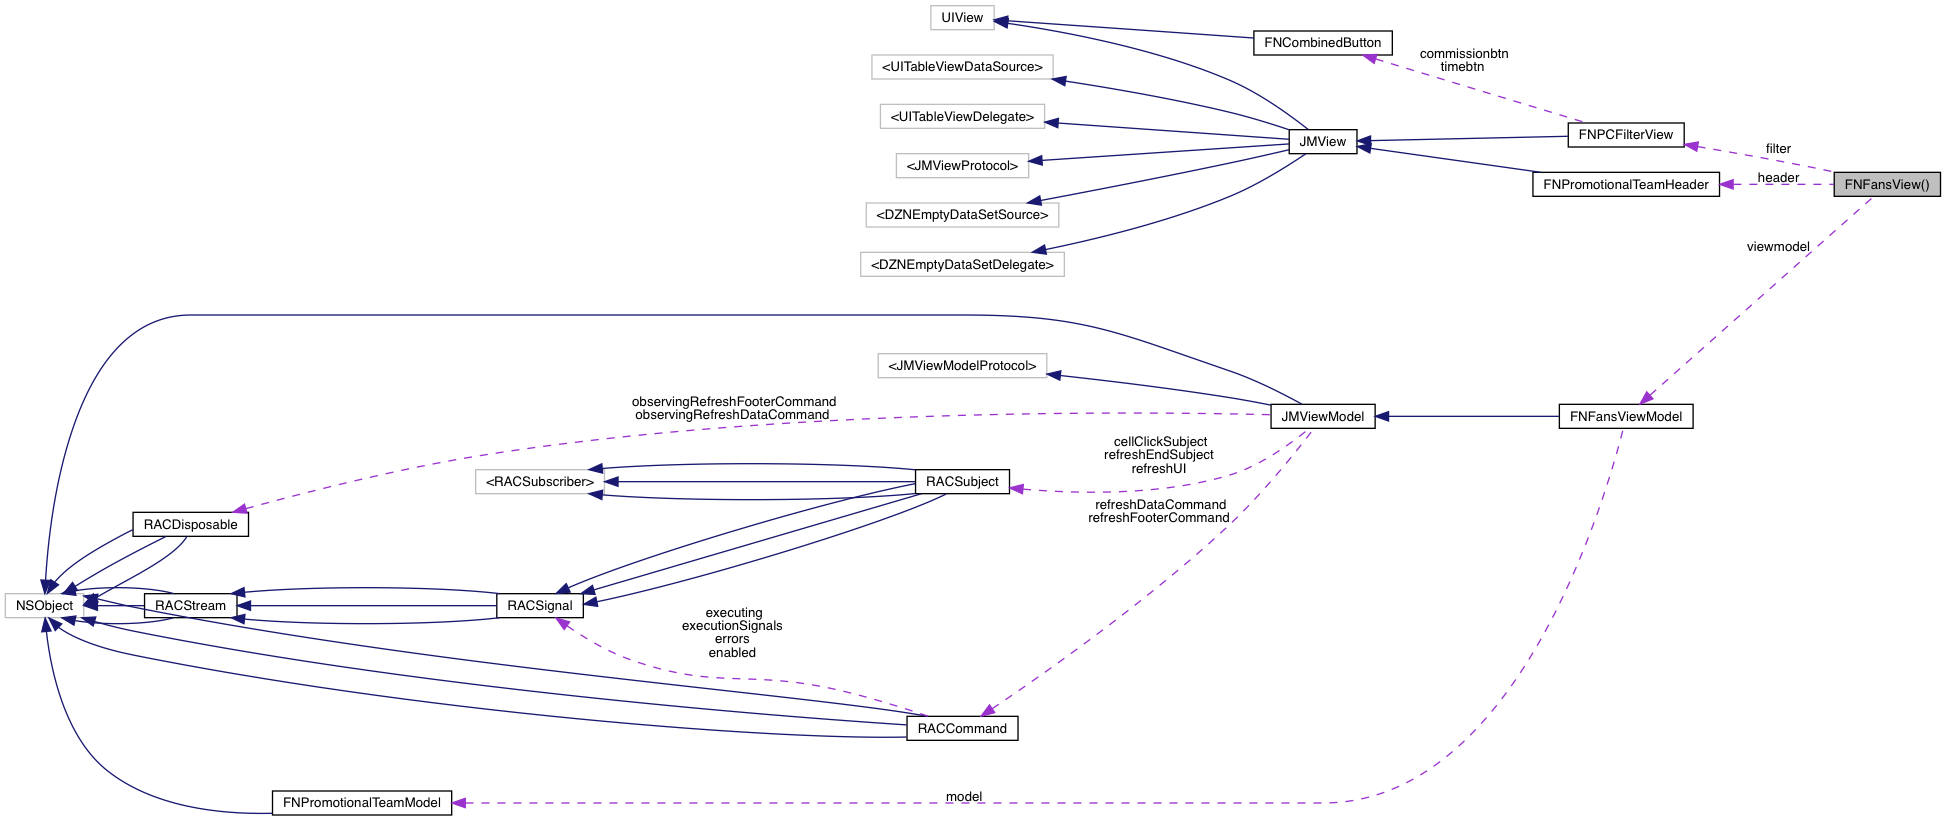 UIView
FNCombinedButton
commissionbtn
timebtn
<UITableViewDataSource>
<UITableViewDelegate>
JMView
FNPCFilterView
filter
<JMViewProtocol>
header
FNPromotionalTeamHeader
FNFansView()
<DZNEmptyDataSetSource>
viewmodel
<DZNEmptyDataSetDelegate>
<JMViewModelProtocol>
observingRefreshFooterCommand
observingRefreshDataCommand
JMViewModel
FNFansViewModel
cellClickSubject
refreshEndSubject
refreshUI
<RACSubscriber>
RACSubject
refreshDataCommand
refreshFooterCommand
RACDisposable
NSObject
RACStream
RACSignal
executing
executionSignals
errors
enabled
RACCommand
FNPromotionalTeamModel
model